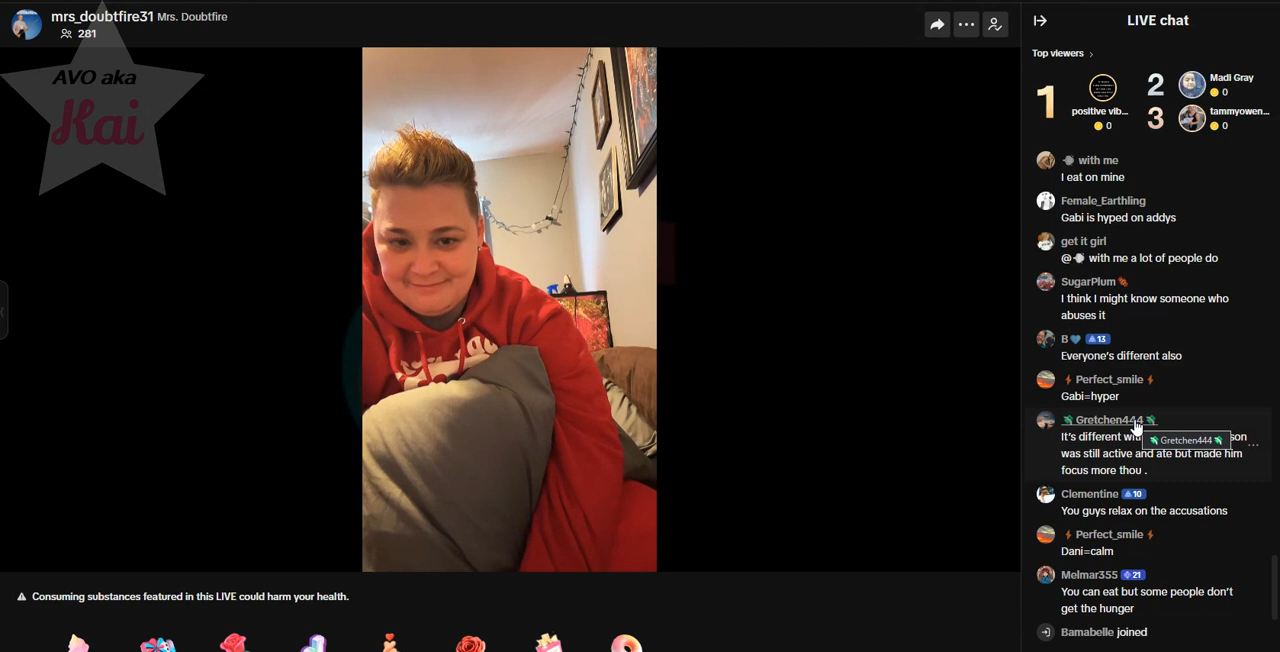 mrs_doubtfire31 Mrs. Doubtfire
281
AVO aka
Kai
LIVE chat
Top viewers
1
positive vib...
0
2
Madi Gray
0
3
tammyowen...
0
with me
I eat on mine
Female_Earthling
Gabi is hyped on addys
get it girl
@ with me a lot of people do
SugarPlum
I think I might know someone who
abuses it
B 13
Everyone's different also
Perfect_smile
Gabi=hyper
Gretchen444
Gretchen444
It's different son
was still active and ate but made him
focus more thou .
Clementine 10
You guys relax on the accusations
Perfect_smile
Dani=calm
Melmar355 21
You can eat but some people don't
get the hunger
Bamabelle joined
Consuming substances featured in this LIVE could harm your health.